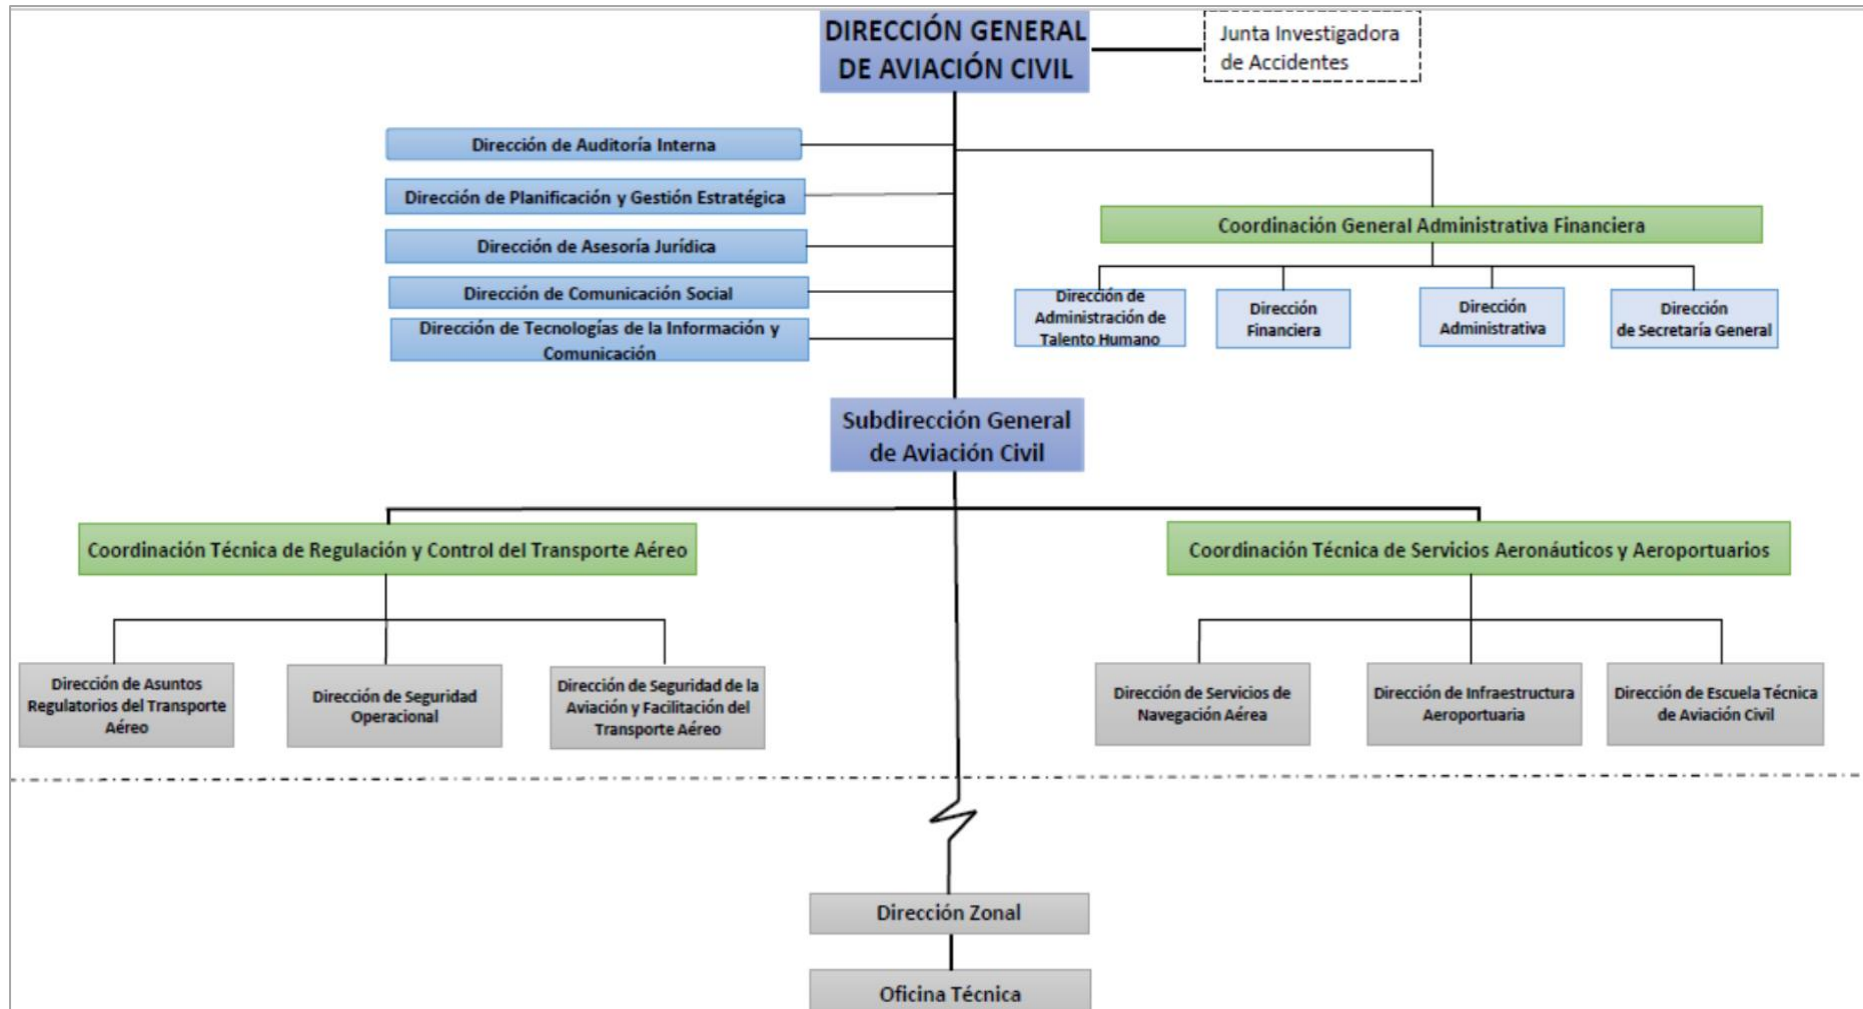 DIRECCIÓN GENERAL
DE AVIACIÓN CIVIL
Junta Investigadora
de Accidentes
Dirección de Auditoría Interna
Dirección de Planificación y Gestión Estratégica
Dirección de Asesoría Jurídica
Dirección de Comunicación Social
Dirección de Tecnologías de la Información y
Comunicación
Coordinación General Administrativa Financiera
Dirección de
Administración de
Talento Humano
Dirección
Financiera
Dirección
Administrativa
Dirección
de Secretaría General
Subdirección General
de Aviación Civil
Coordinación Técnica de Regulación y Control del Transporte Aéreo
Coordinación Técnica de Servicios Aeronáuticos y Aeroportuarios
Dirección de Asuntos
Regulatorios del Transporte
Aéreo
Dirección de Seguridad
Operacional
Dirección de Seguridad de la
Aviación y Facilitación del
Transporte Aéreo
Dirección de Servicios de
Navegación Aérea
Dirección de Infraestructura
Aeroportuaria
Dirección de Escuela Técnica
de Aviación Civil
Dirección Zonal
Oficina Técnica